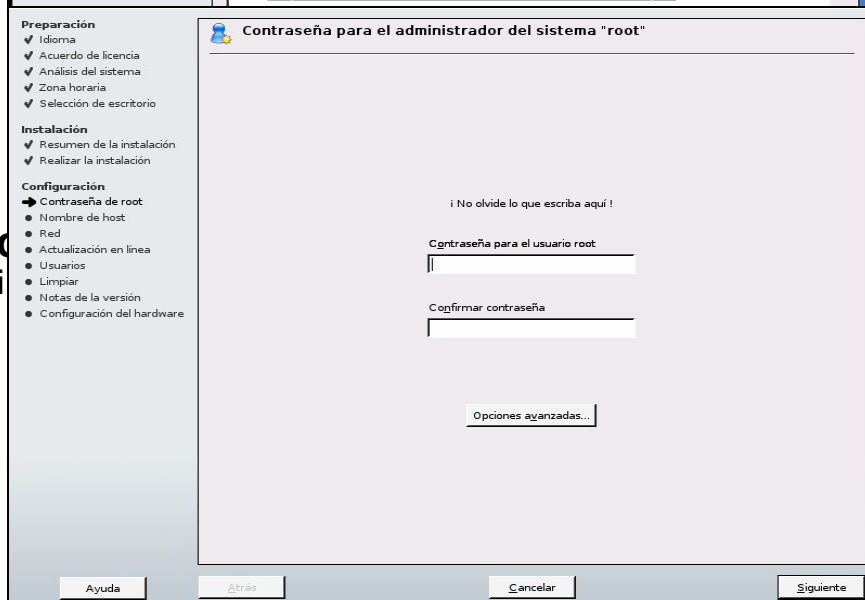 Preparación
Idioma
Acuerdo de licencia
Análisis del sistema
Zona horaria
Selección de escritorio
Instalación
Resumen de la instalación
Realizar la instalación
Configuración
Contraseña de root
Nombre de host
Red
Actualización en línea
Usuarios
Limpiar
Notas de la versión
Configuración del hardware
Contraseña para el administrador del sistema "root"
¡ No olvide lo que escriba aquí !
Contraseña para el usuario root
Confirmar contraseña
Opciones avanzadas...
Ayuda
Atrás
Cancelar
Siguiente